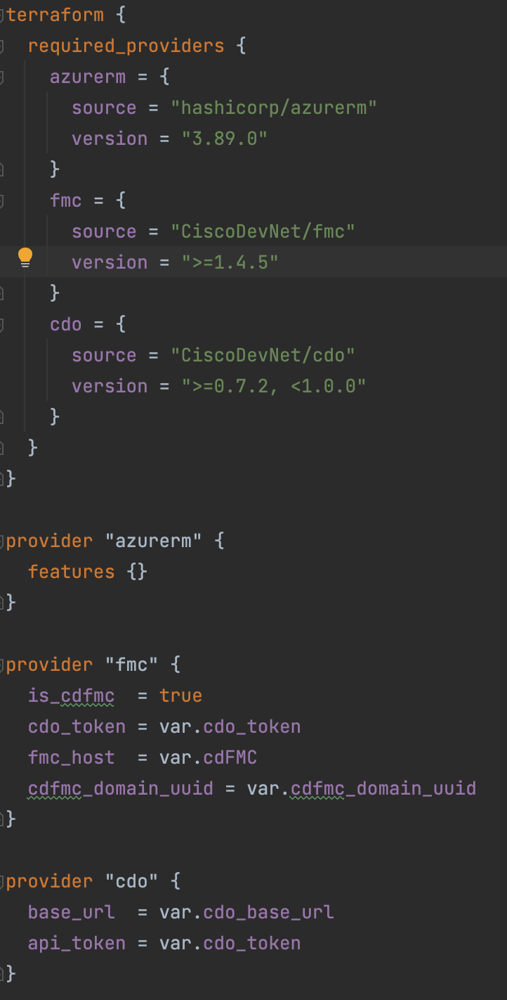 terraform {
  required_providers {
    azurerm = {
      source = "hashicorp/azurerm"
      version = "3.89.0"
    }
    fmc = {
      source = "CiscoDevNet/fmc"
      version = ">=1.4.5"
    }
    cdo = {
      source = "CiscoDevNet/cdo"
      version = ">=0.7.2, <1.0.0"
    }
  }
}

provider "azurerm" {
  features {}
}

provider "fmc" {
  is_cdfmc  = true
  cdo_token = var.cdo_token
  fmc_host  = var.cdFMC
  cdfmc_domain_uuid = var.cdfmc_domain_uuid
}

provider "cdo" {
  base_url  = var.cdo_base_url
  api_token = var.cdo_token
}